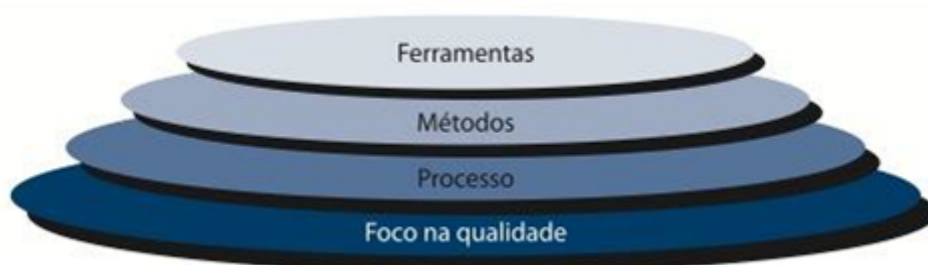 Ferramentas
Métodos
Processo
Foco na qualidade